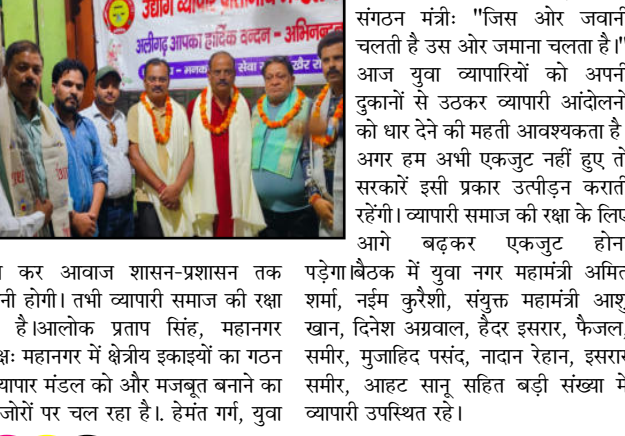 उद्योग व्यापार
अलीगढ़ आपका हार्दिक वन्दन - अभिनन्दन
कर आवाज शासन-प्रशासन तक
होगी। तभी व्यापारी समाज की रक्षा
है।आलोक प्रताप सिंह, महानगर
महानगर में क्षेत्रीय इकाइयों का गठन
मंडल को और मजबूत बनाने का
जोरों पर चल रहा है।. हेमंत गर्ग, युवा
संगठन मंत्रीः "जिस ओर जवानी
चलती है उस ओर जमाना चलता है।"
आज युवा व्यापारियों को अपनी
दुकानों से उठकर व्यापारी आंदोलनों
को धार देने की महती आवश्यकता है
अगर हम अभी एकजुट नहीं हुए तो
सरकारें इसी प्रकार उत्पीड़न कराती
रहेंगी। व्यापारी समाज की रक्षा के लिए
आगे बढ़कर एकजुट होना
पड़ेगा।बैठक में युवा नगर महामंत्री अमित
शर्मा, नईम कुरैशी, संयुक्त महामंत्री आशु
खान, दिनेश अग्रवाल, हैदर इसरार, फैजल,
समीर, मुजाहिद पसंद, नादान रेहान, इसरार
समीर, आहट सानू सहित बड़ी संख्या में
व्यापारी उपस्थित रहे।